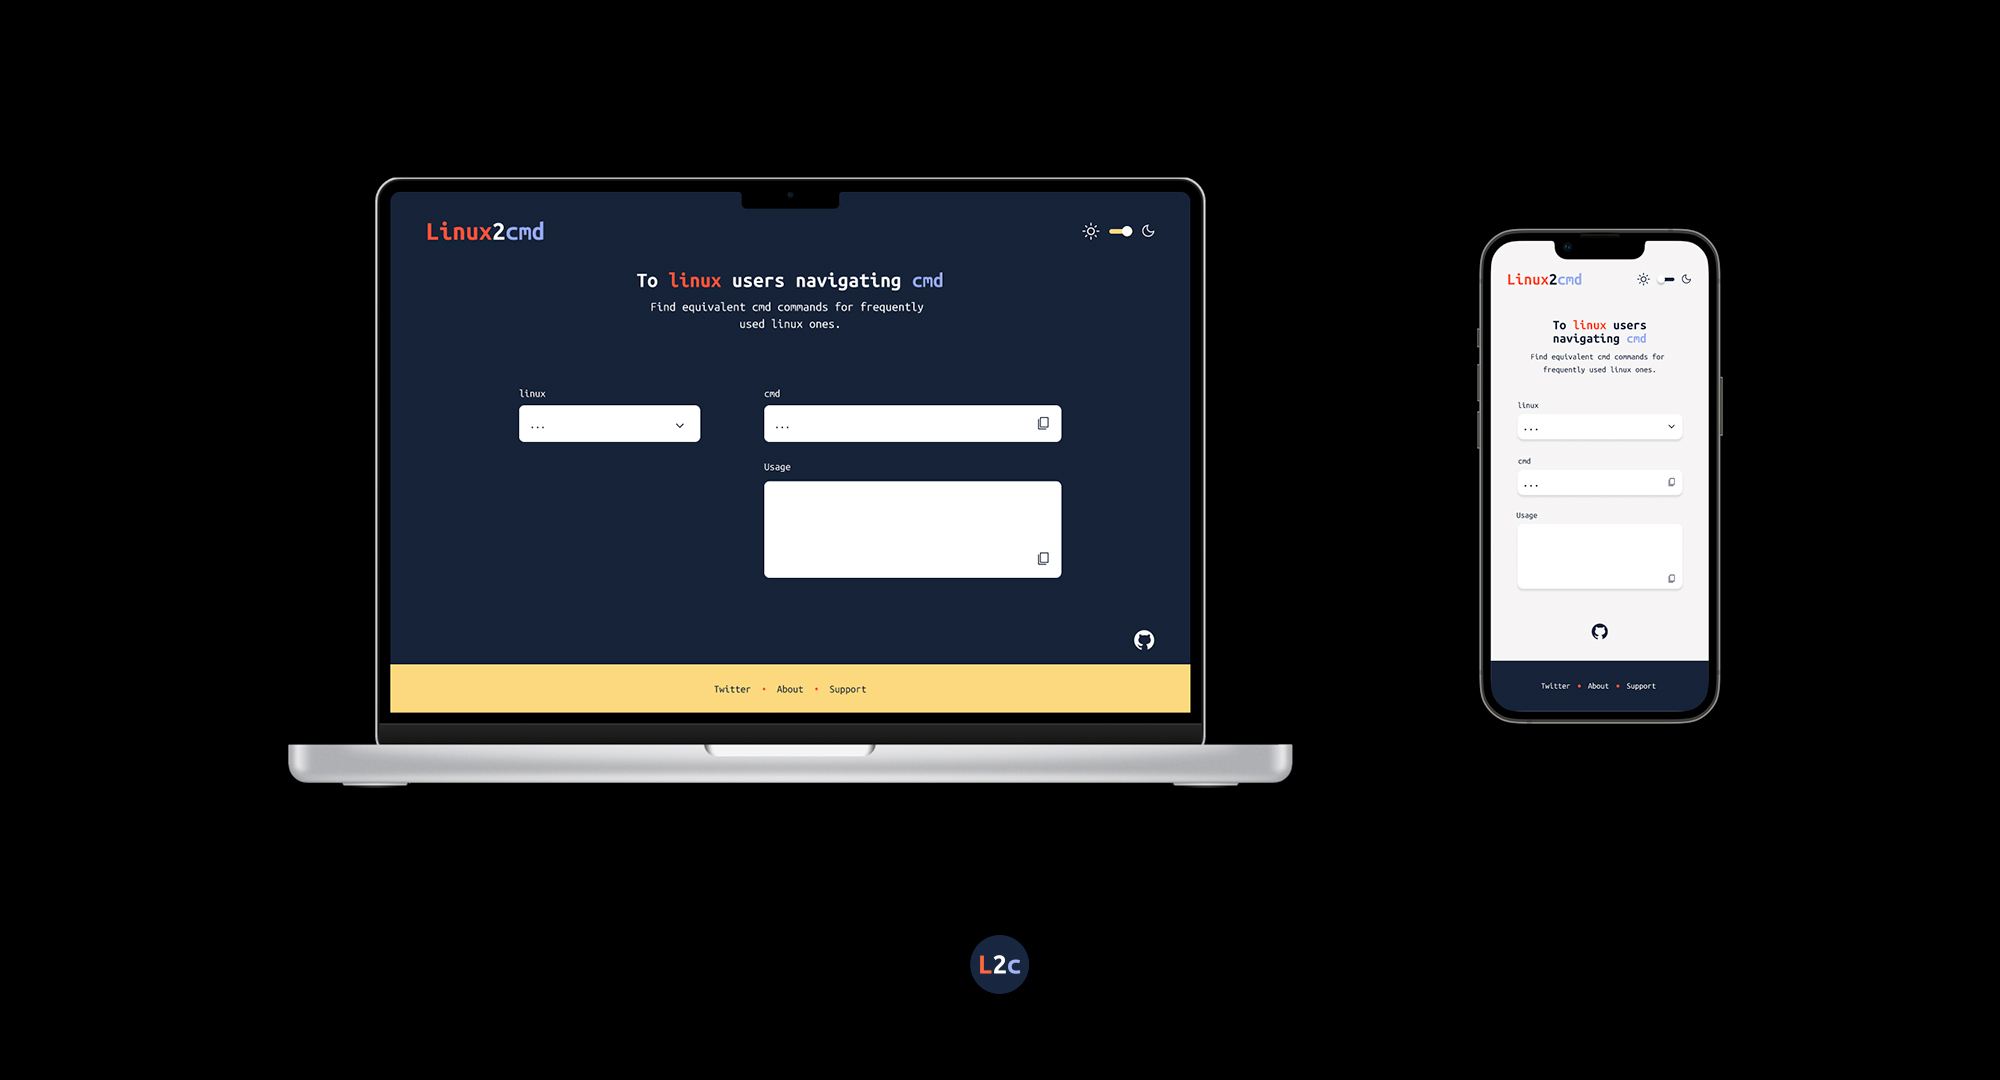 Linux2cmd
To linux users navigating cmd
Find equivalent cmd commands for frequently
used linux ones.
linux
...
cmd
...
Usage
Twitter • About • Support
Linux2cmd
To linux users
navigating cmd
Find equivalent cmd commands for
frequently used linux ones.
linux
...
cmd
...
Usage
Twitter • About • Support
L2c